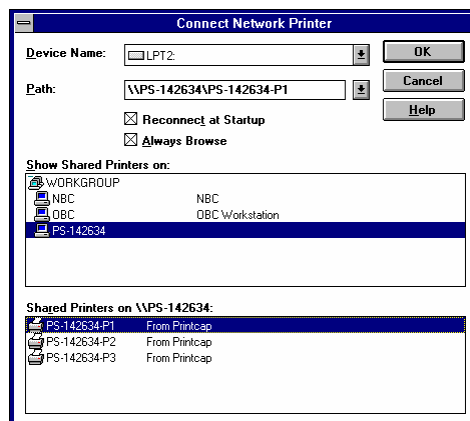 Connect Network Printer
Device Name: LPT2: OK
Path: \\PS-142634\PS-142634-P1 Cancel
Help
Reconnect at Startup
Always Browse
Show Shared Printers on:
WORKGROUP
NBC NBC
OBC OBC Workstation
PS-142634
Shared Printers on \\PS-142634:
PS-142634-P1 From Printcap
PS-142634-P2 From Printcap
PS-142634-P3 From Printcap